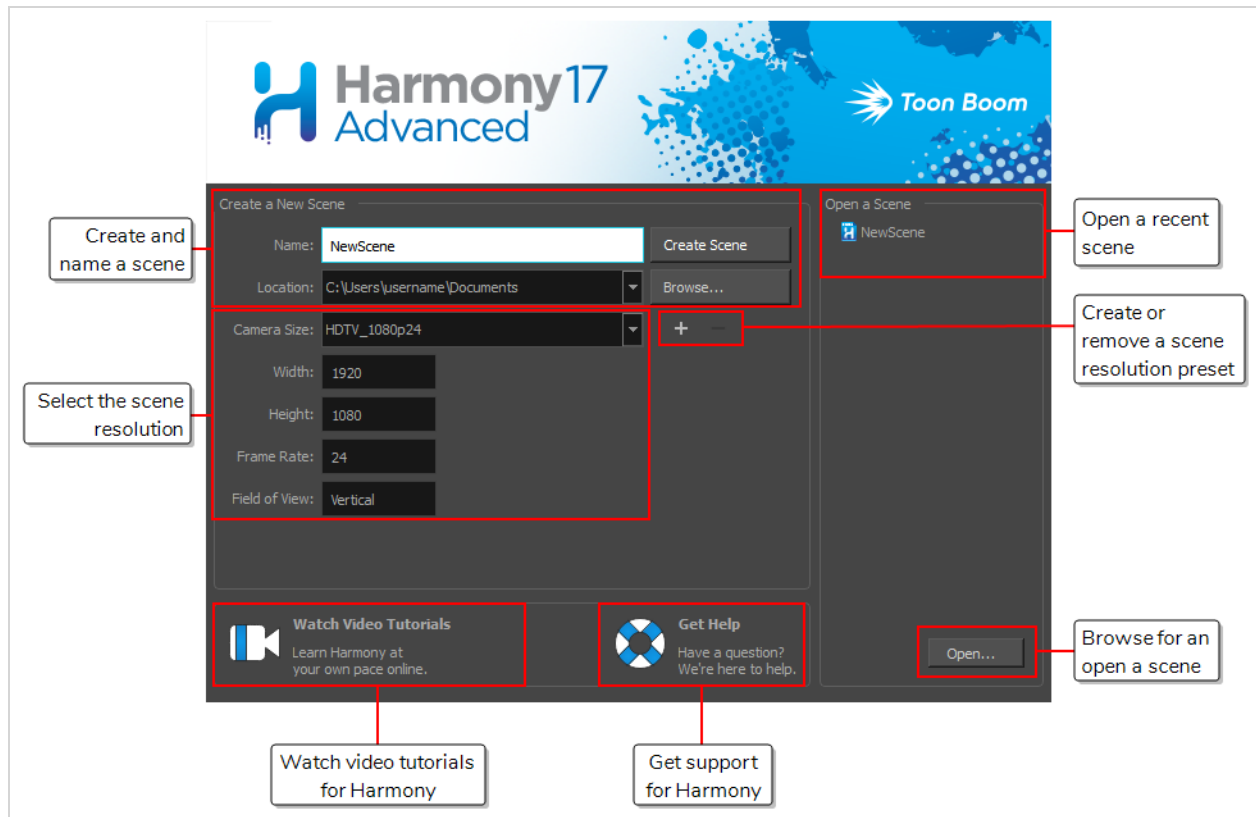 Harmony 17
Advanced
Toon Boom
Create a New Scene
Name:
NewScene
Create Scene
Location:
C:\Users\username\Documents
Browse...
Camera Size:
HDTV_1080p24
+ −
Width:
1920
Height:
1080
Frame Rate:
24
Field of View:
Vertical
Open a Scene
NewScene
Watch Video Tutorials
Learn Harmony at
your own pace online.
Get Help
Have a question?
We're here to help.
Open...
Create and
name a scene
Select the scene
resolution
Open a recent
scene
Create or
remove a scene
resolution preset
Browse for an
open a scene
Watch video tutorials
for Harmony
Get support
for Harmony